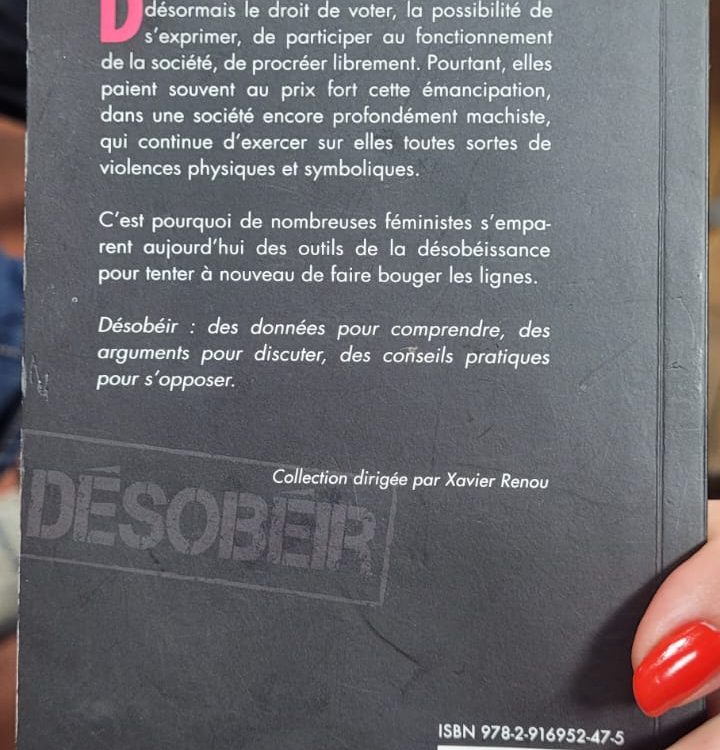 D désormais le droit de voter, la possibilité de
s'exprimer, de participer au fonctionnement
de la société, de procréer librement. Pourtant, elles
paient souvent au prix fort cette émancipation,
dans une société encore profondément machiste,
qui continue d'exercer sur elles toutes sortes de
violences physiques et symboliques.
C'est pourquoi de nombreuses féministes s'empa-
rent aujourd'hui des outils de la désobéissance
pour tenter à nouveau de faire bouger les lignes.
Désobéir : des données pour comprendre, des
arguments pour discuter, des conseils pratiques
pour s'opposer.
Collection dirigée par Xavier Renou
DÉSOBÉIR
ISBN 978-2-916952-47-5